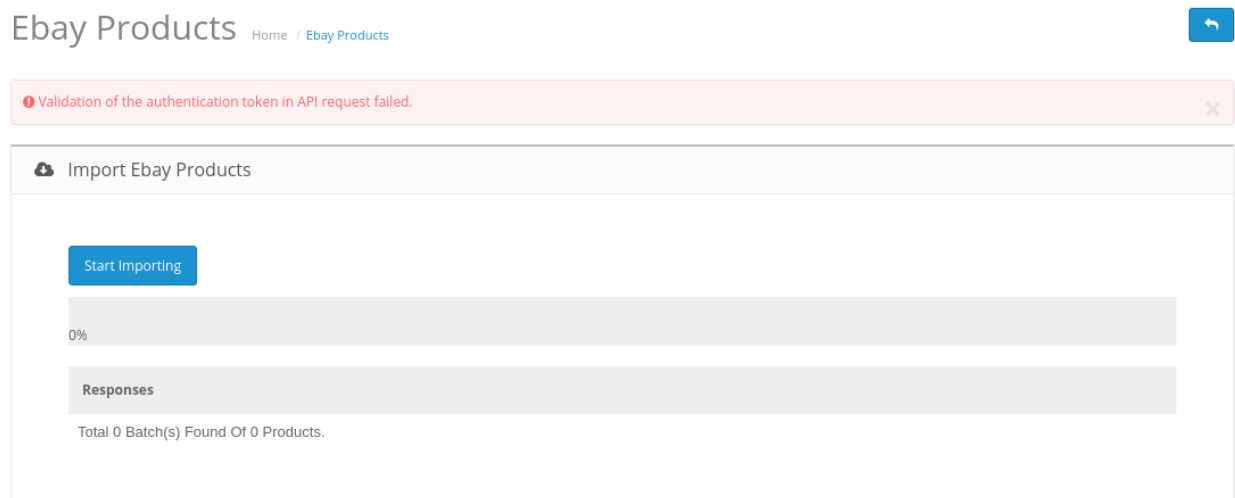 Ebay Products Home / Ebay Products
Validation of the authentication token in API request failed.
Import Ebay Products
Start Importing
0%
Responses
Total 0 Batch(s) Found Of 0 Products.